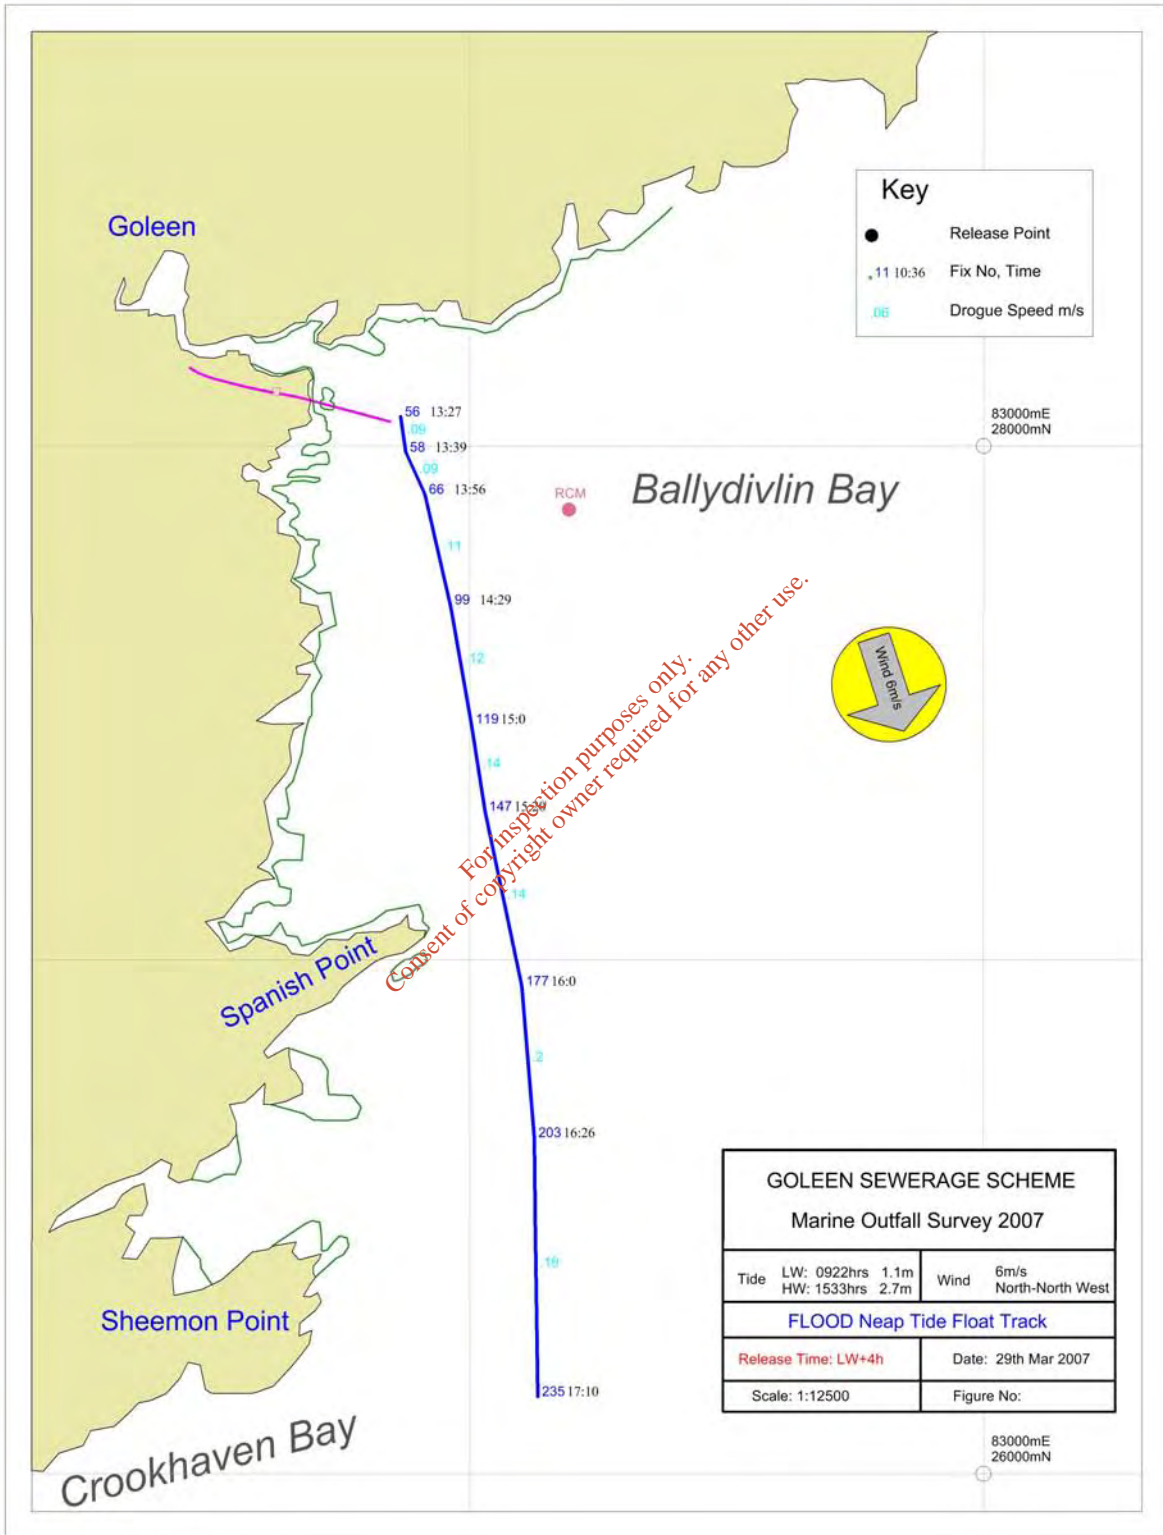 Goleen
Key
Release Point
11 10:36 Fix No, Time
.06 Drogue Speed m/s
83000mE
28000mN
56 13:27
.09
58 13:39
.09
66 13:56
RCM
Ballydivlin Bay
11
99 14:29
12
Wind 6m/s
119 15:0
14
147
For inspection purposes only.
Consent of copyright owner required for any other use.
.14
177 16:0
Spanish Point
.2
203 16:26
Sheemon Point
235 17:10
Crookhaven Bay
GOLEEN SEWERAGE SCHEME
Marine Outfall Survey 2007
Tide LW: 0922hrs 1.1m
HW: 1533hrs 2.7m
Wind 6m/s
North-North West
FLOOD Neap Tide Float Track
Release Time: LW+4h
Date: 29th Mar 2007
Scale: 1:12500
Figure No:
83000mE
26000mN